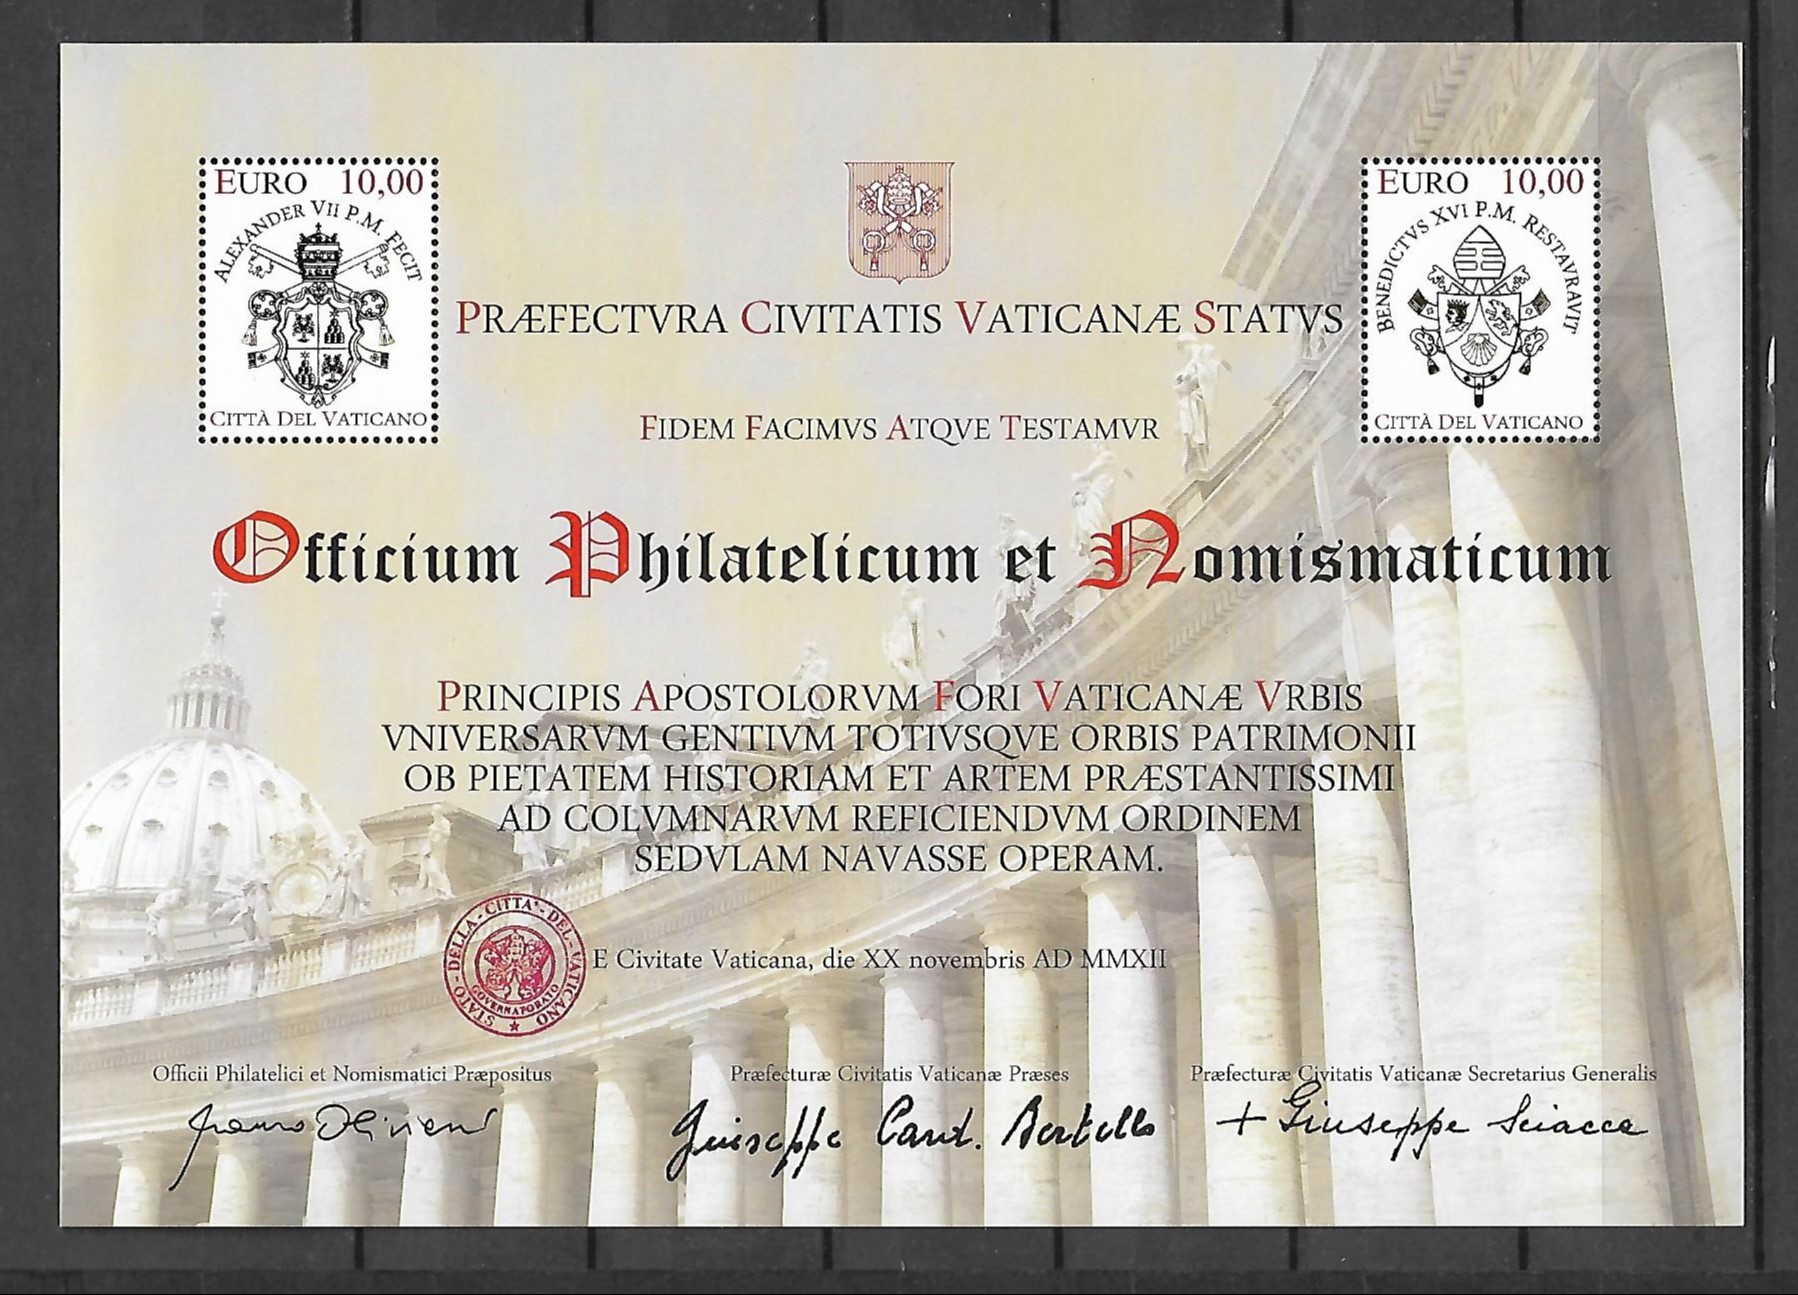 EURO 10,00
ALEXANDER VII P.M. FECIT
CITTÀ DEL VATICANO
EURO 10,00
BENEDICTVS XVI P.M. RESTAVRAVIT
CITTÀ DEL VATICANO
PRÆFECTVRA CIVITATIS VATICANÆ STATVS
FIDEM FACIMVS ATQVE TESTAMVR
Officium Philatelicum et Nomismaticum
PRINCIPIS APOSTOLORVM FORI VATICANÆ VRBIS
VNIVERSARVM GENTIVM TOTIVSQVE ORBIS PATRIMONII
OB PIETATEM HISTORIAM ET ARTEM PRÆSTANTISSIMI
AD COLVMNARVM REFICIENDVM ORDINEM
SEDVLAM NAVASSE OPERAM.
STATO·DELLA·CITTA'·DEL·VATICANO
GOVERNATORATO
E Civitate Vaticana, die XX novembris AD MMXII
Officii Philatelici et Nomismatici Præpositus
Præfecturæ Civitatis Vaticanæ Præses
Præfecturæ Civitatis Vaticanæ Secretarius Generalis
Giuseppe Card. Bertello
+ Giuseppe Sciacca